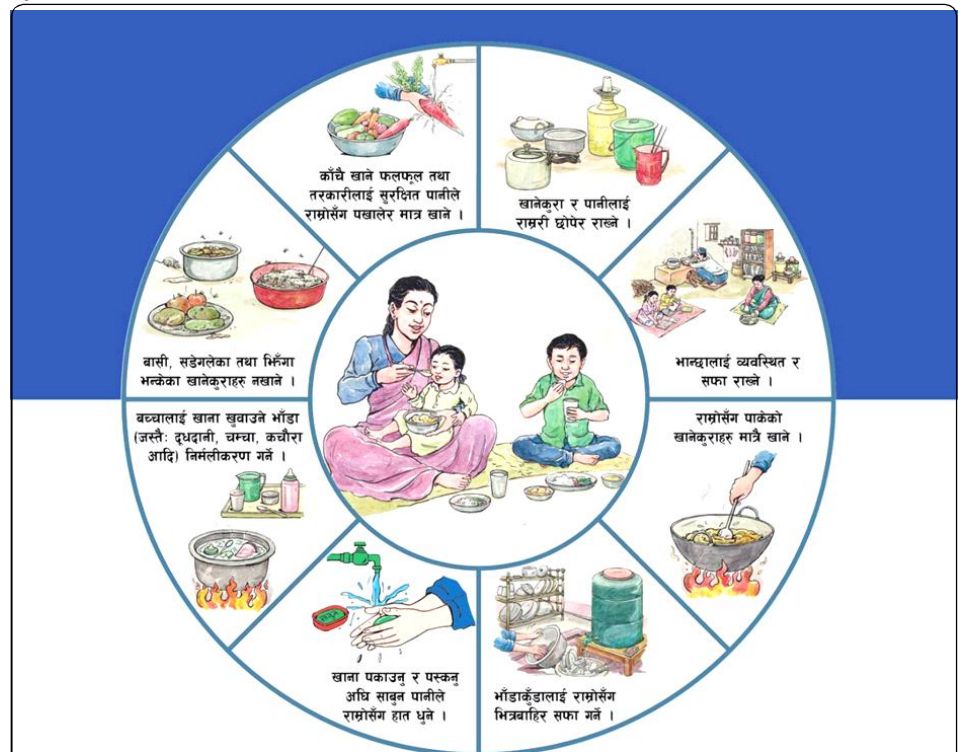 काँचै खाने फलफूल तथा
तरकारीलाई सुरक्षित पानीले
राम्रोसँग पखालेर मात्र खाने ।
खानेकुरा र पानीलाई
राम्ररी छोपेर राख्ने ।
भान्छालाई व्यवस्थित र
सफा राख्ने ।
राम्रोसँग पाकेको
खानेकुराहरु मात्रै खाने ।
भाँडाकुँडालाई राम्रोसँग
भित्रबाहिर सफा गर्ने ।
खाना पकाउनु र पस्कनु
अघि साबुन पानीले
राम्रोसँग हात धुने ।
बच्चालाई खाना खुवाउने भाँडा
(जस्तैः दूधदानी, चम्चा, कचौरा
आदि) निर्मलीकरण गर्ने ।
बासी, सडेगलेका तथा झिँगा
भन्केका खानेकुराहरु नखाने ।